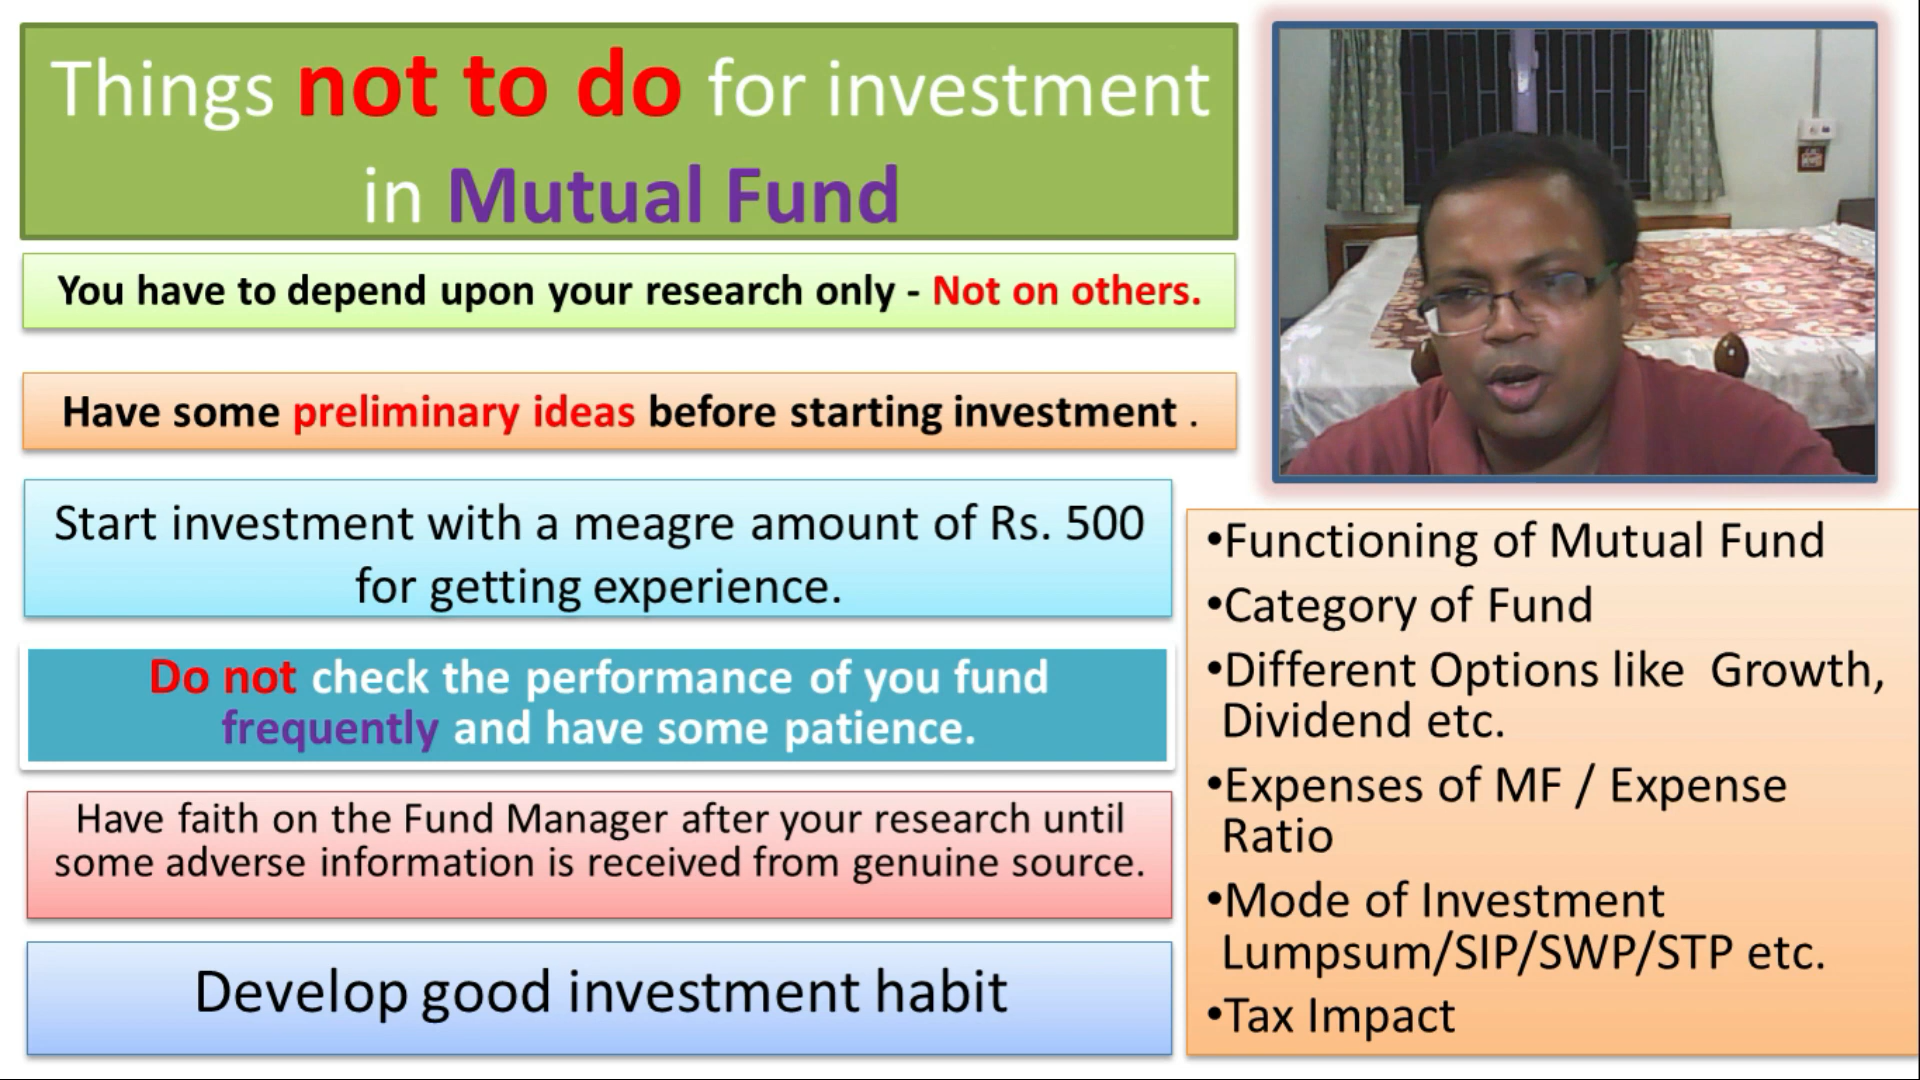 Things not to do for investment
in Mutual Fund
You have to depend upon your research only - Not on others.
Have some preliminary ideas before starting investment .
Start investment with a meagre amount of Rs. 500
for getting experience.
Do not check the performance of you fund
frequently and have some patience.
Have faith on the Fund Manager after your research until
some adverse information is received from genuine source.
Develop good investment habit
•Functioning of Mutual Fund
•Category of Fund
•Different Options like Growth,
Dividend etc.
•Expenses of MF / Expense
Ratio
•Mode of Investment
Lumpsum/SIP/SWP/STP etc.
•Tax Impact